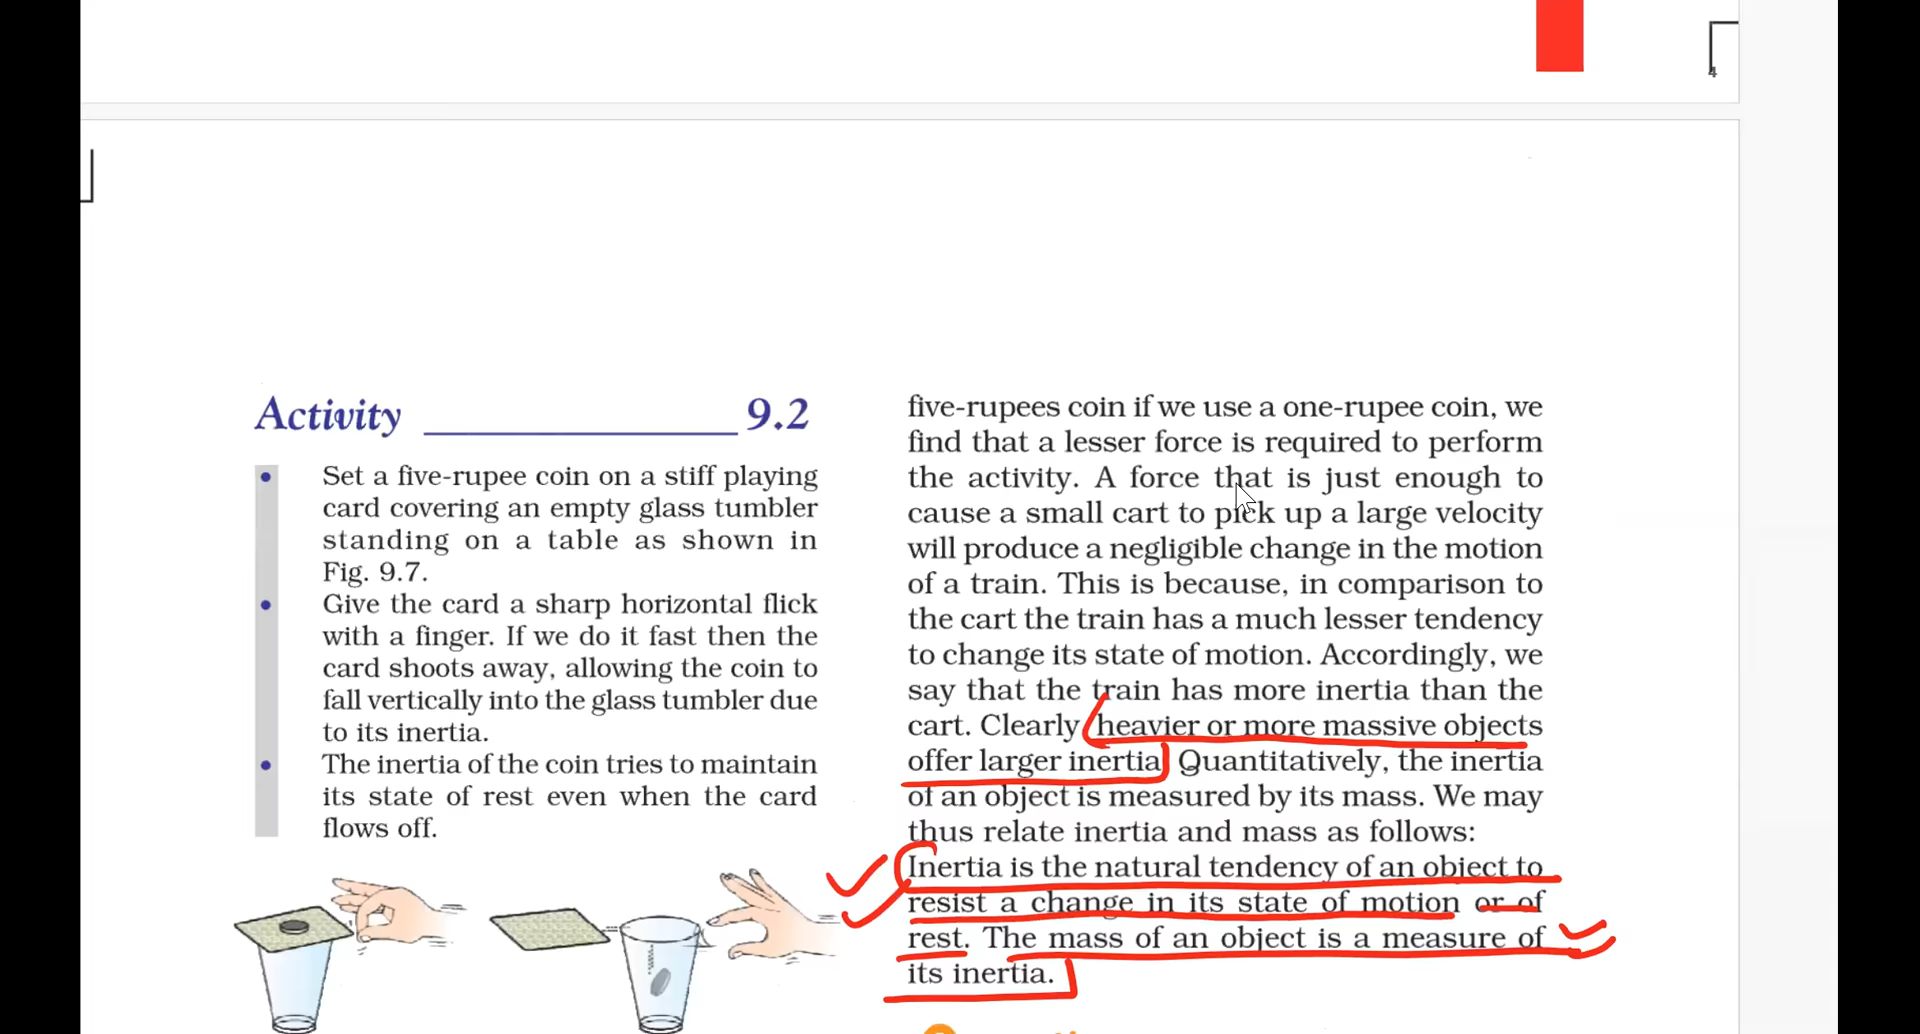 4
Activity 9.2
• Set a five-rupee coin on a stiff playing
card covering an empty glass tumbler
standing on a table as shown in
Fig. 9.7.
• Give the card a sharp horizontal flick
with a finger. If we do it fast then the
card shoots away, allowing the coin to
fall vertically into the glass tumbler due
to its inertia.
• The inertia of the coin tries to maintain
its state of rest even when the card
flows off.
five-rupees coin if we use a one-rupee coin, we
find that a lesser force is required to perform
the activity. A force that is just enough to
cause a small cart to pick up a large velocity
will produce a negligible change in the motion
of a train. This is because, in comparison to
the cart the train has a much lesser tendency
to change its state of motion. Accordingly, we
say that the train has more inertia than the
cart. Clearly heavier or more massive objects
offer larger inertia Quantitatively, the inertia
of an object is measured by its mass. We may
thus relate inertia and mass as follows:
Inertia is the natural tendency of an object to
resist a change in its state of motion or of
rest. The mass of an object is a measure of
its inertia.